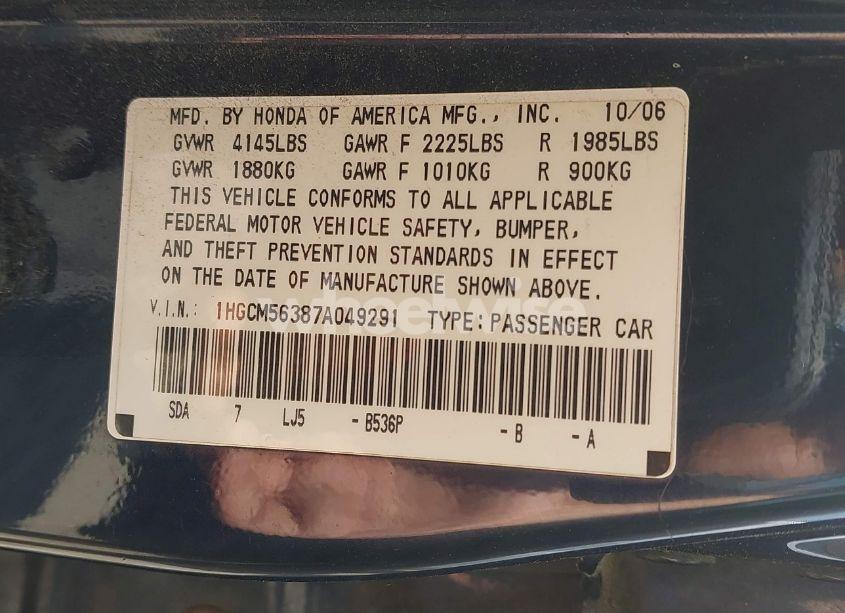 MFD. BY HONDA OF AMERICA MFG., INC. 10/06
GVWR 4145LBS GAWR F 2225LBS R 1985LBS
GVWR 1880KG GAWR F 1010KG R 900KG
THIS VEHICLE CONFORMS TO ALL APPLICABLE
FEDERAL MOTOR VEHICLE SAFETY, BUMPER,
AND THEFT PREVENTION STANDARDS IN EFFECT
ON THE DATE OF MANUFACTURE SHOWN ABOVE.
wheelwise
V.I.N.: 1HGCM56387A049291 TYPE: PASSENGER CAR
SDA 7 LJ5 - B536P - B - A